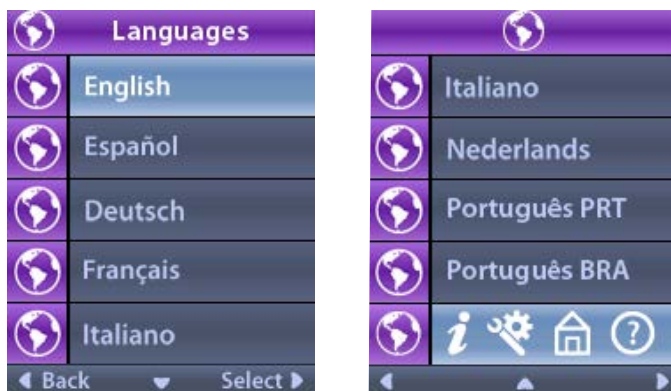 Languages
English
Español
Deutsch
Français
Italiano
Back Select
Italiano
Nederlands
Português PRT
Português BRA
i ?